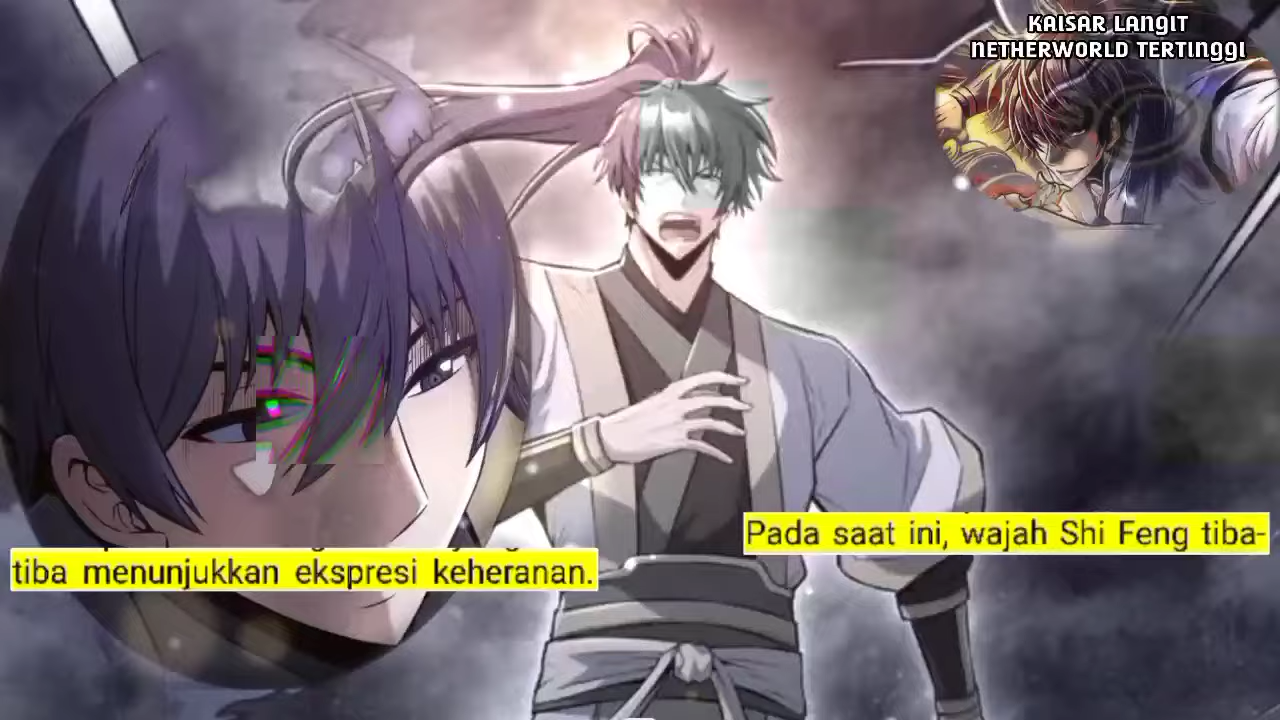 KAISAR LANGIT
NETHERWORLD TERTINGGI
Pada saat ini, wajah Shi Feng tiba-
tiba menunjukkan ekspresi keheranan.